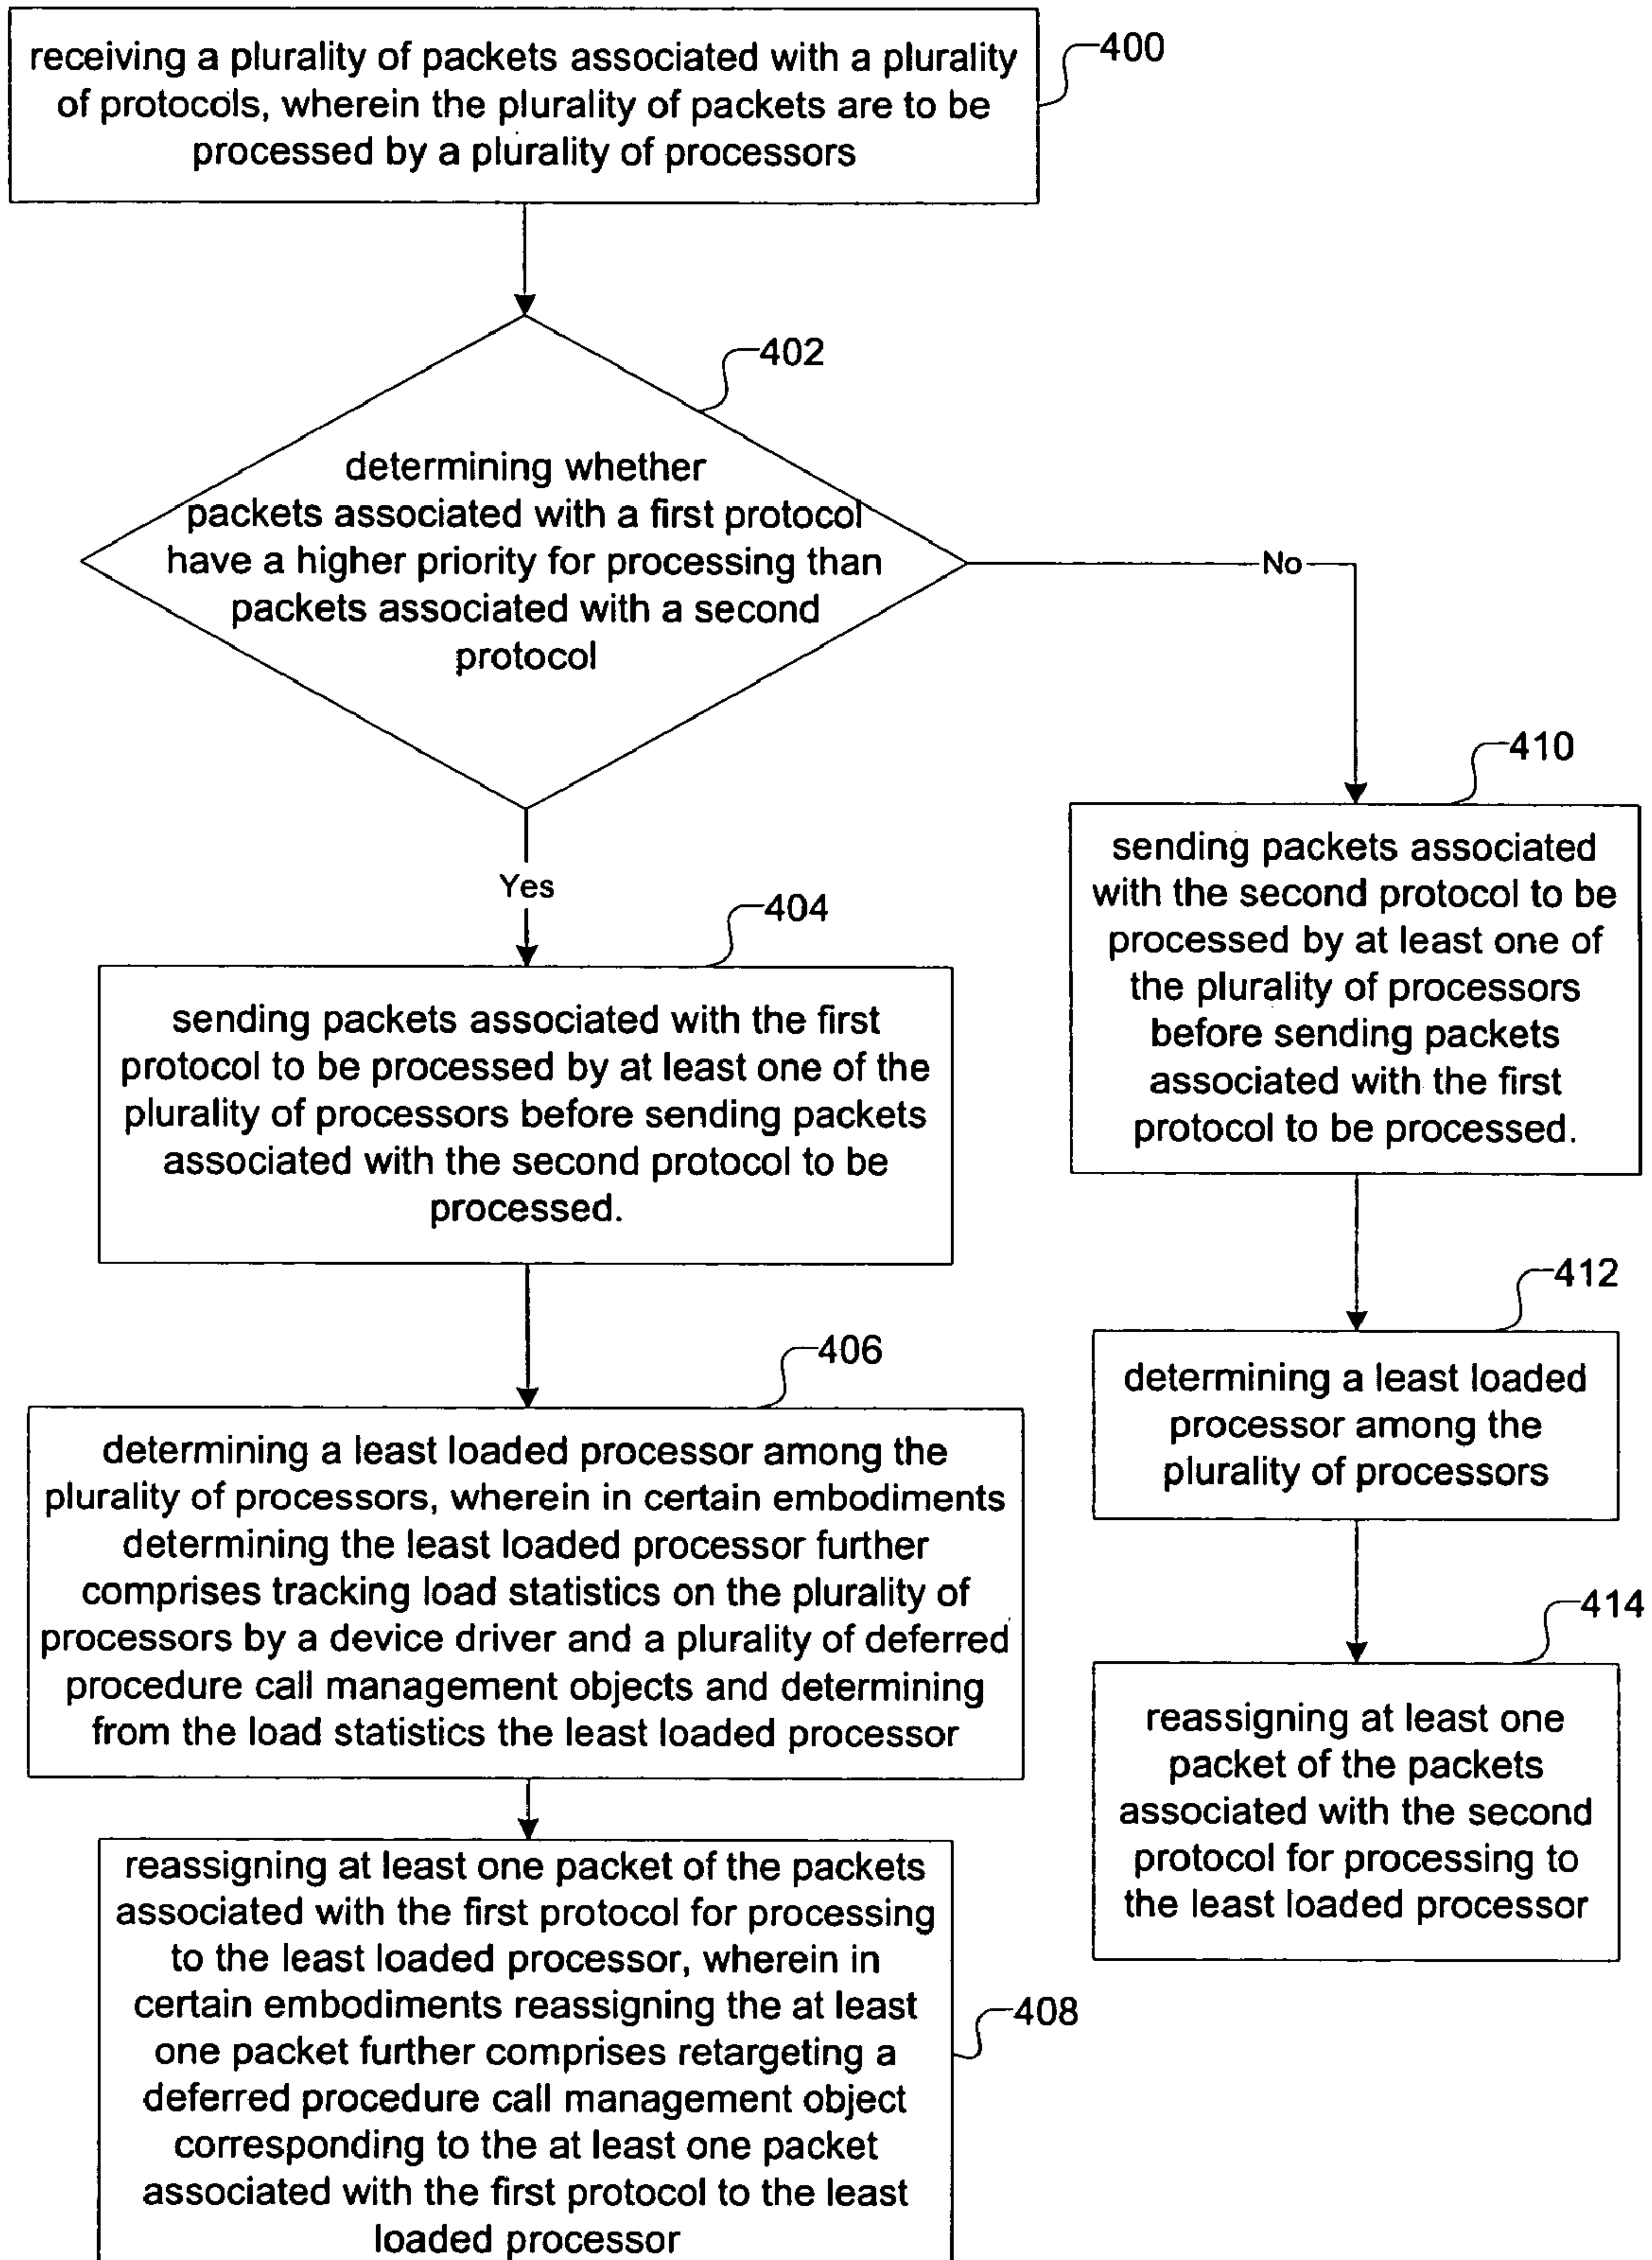 receiving a plurality of packets associated with a plurality
of protocols, wherein the plurality of packets are to be
processed by a plurality of processors
400
402
determining whether
packets associated with a first protocol
have a higher priority for processing than
packets associated with a second
protocol
No
Yes
404
sending packets associated with the first
protocol to be processed by at least one of the
plurality of processors before sending packets
associated with the second protocol to be
processed.
406
determining a least loaded processor among the
plurality of processors, wherein in certain embodiments
determining the least loaded processor further
comprises tracking load statistics on the plurality of
processors by a device driver and a plurality of deferred
procedure call management objects and determining
from the load statistics the least loaded processor
reassigning at least one packet of the packets
associated with the first protocol for processing
to the least loaded processor, wherein in
certain embodiments reassigning the at least
one packet further comprises retargeting a
deferred procedure call management object
corresponding to the at least one packet
associated with the first protocol to the least
loaded processor
408
410
sending packets associated
with the second protocol to be
processed by at least one of
the plurality of processors
before sending packets
associated with the first
protocol to be processed.
412
determining a least loaded
processor among the
plurality of processors
414
reassigning at least one
packet of the packets
associated with the second
protocol for processing to
the least loaded processor